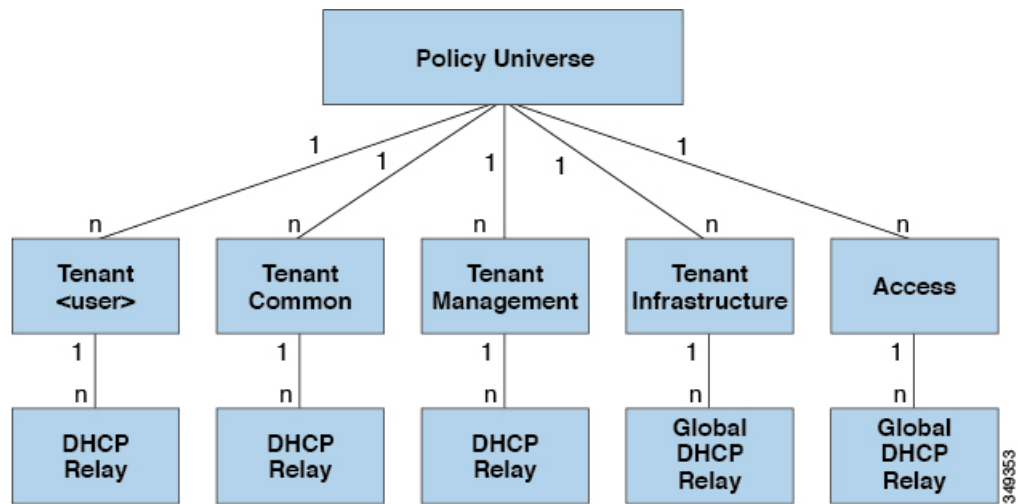 Policy Universe
1
1
1
1
1
n
n
n
n
n
Tenant
<user>
Tenant
Common
Tenant
Management
Tenant
Infrastructure
Access
1
1
1
1
1
n
n
n
n
n
DHCP
Relay
DHCP
Relay
DHCP
Relay
Global
DHCP
Relay
Global
DHCP
Relay
349353